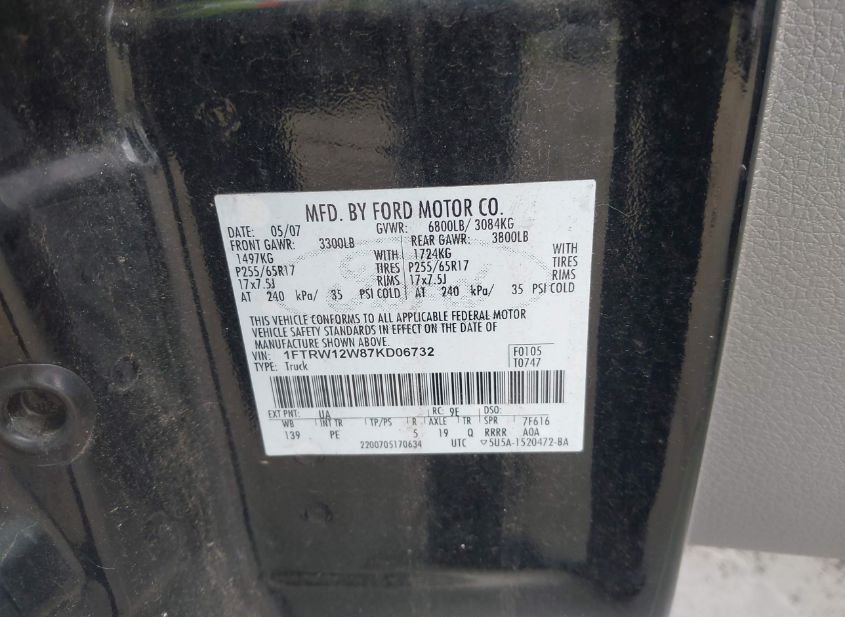 MFD. BY FORD MOTOR CO.
DATE: 05/07 GVWR: 6800LB/ 3084KG
FRONT GAWR: 3300LB REAR GAWR: 3800LB
1497KG WITH 1724KG WITH
P255/65R17 TIRES P255/65R17 TIRES
17x7.5J RIMS 17x7.5J RIMS
AT 240 kPa/ 35 PSI COLD AT 240 kPa/ 35 PSI COLD
THIS VEHICLE CONFORMS TO ALL APPLICABLE FEDERAL MOTOR
VEHICLE SAFETY STANDARDS IN EFFECT ON THE DATE OF
MANUFACTURE SHOWN ABOVE.
VIN: 1FTRW12W87KD06732 F0105
TYPE: Truck T0747
EXT PNT: UA RC: 9E DSO:
WB INT TR TP/PS R AXLE TR SPR 7F616
139 PE 5 19 Q RRRR A0A
2200705170634 UTC ▽5U5A-1520472-BA